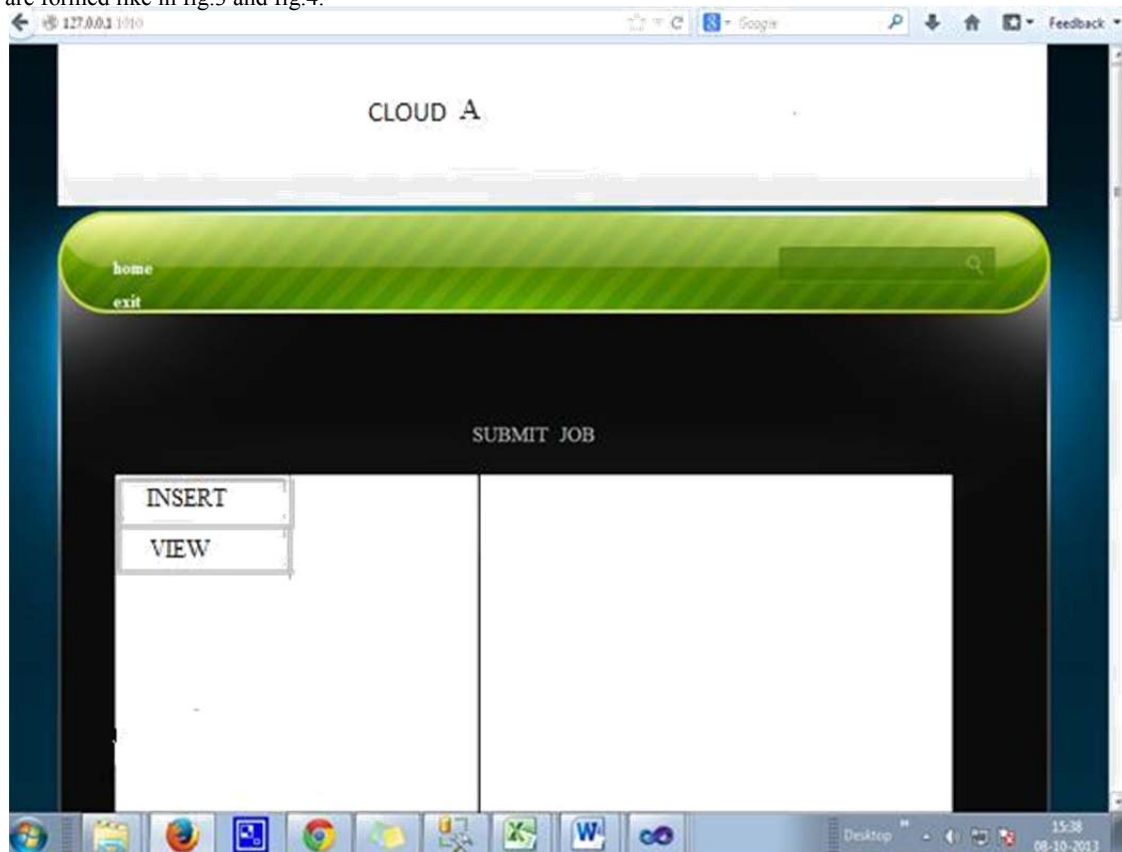 are formed like in fig.3 and fig.4.
127.0.0.1:1010
Google
Feedback
CLOUD A
home
exit
SUBMIT JOB
INSERT
VIEW
Desktop
15:38
08-10-2013